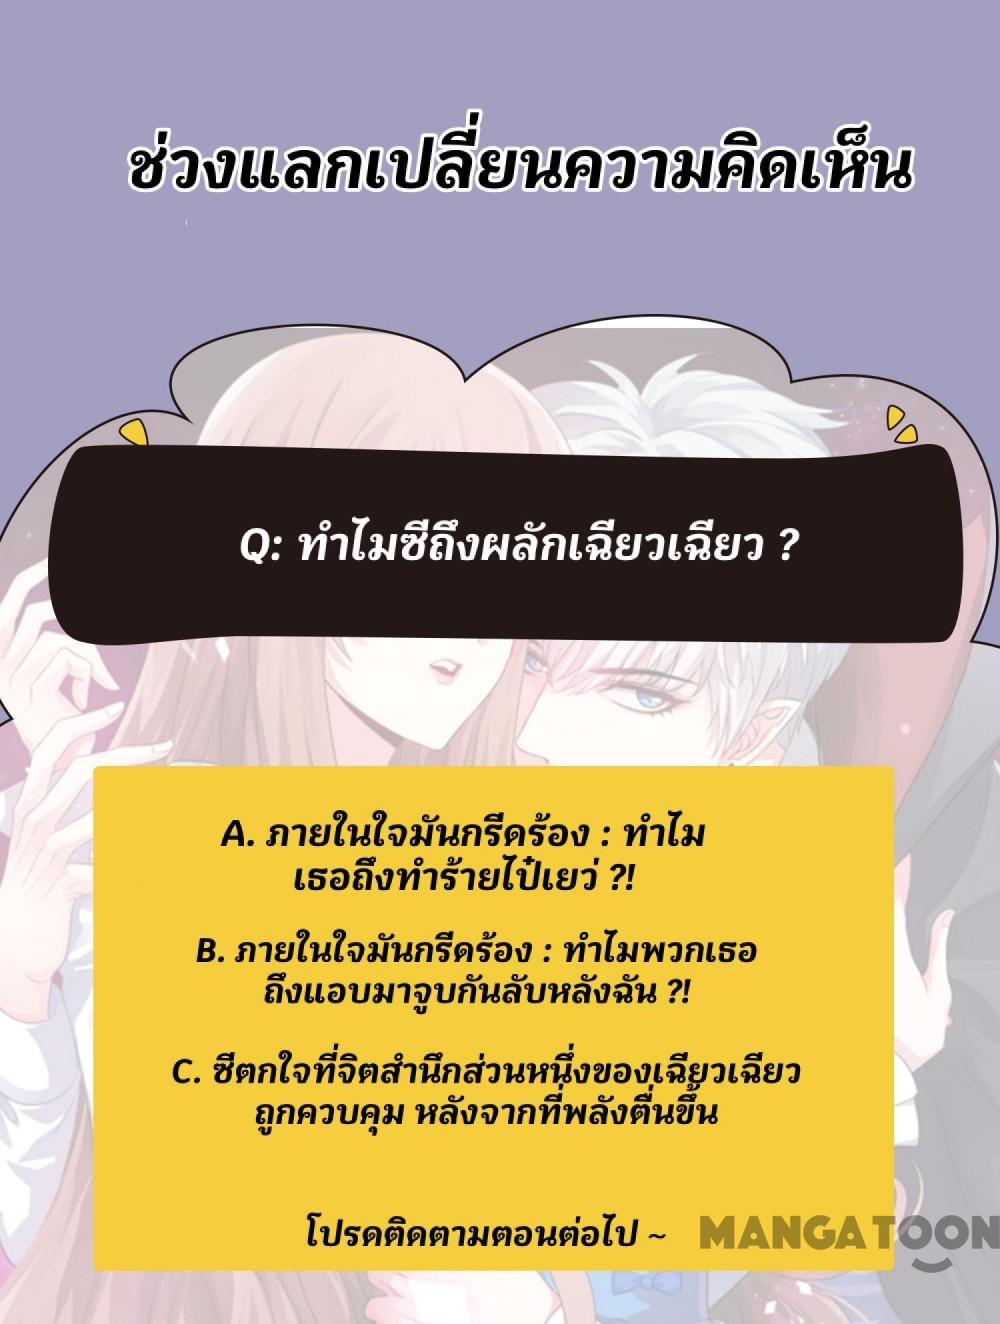 ช่วงแลกเปลี่ยนความคิดเห็น
Q: ทำไมซีถึงผลักเฉียวเฉียว ?
A. ภายในใจมันกรีดร้อง : ทำไม
เธอถึงทำร้ายไป๋เยว่ ?!
B. ภายในใจมันกรีดร้อง : ทำไมพวกเธอ
ถึงแอบมาจูบกันลับหลังฉัน ?!
C. ซีตกใจที่จิตสำนึกส่วนหนึ่งของเฉียวเฉียว
ถูกควบคุม หลังจากที่พลังตื่นขึ้น
โปรดติดตามตอนต่อไป ~
MANGATOON